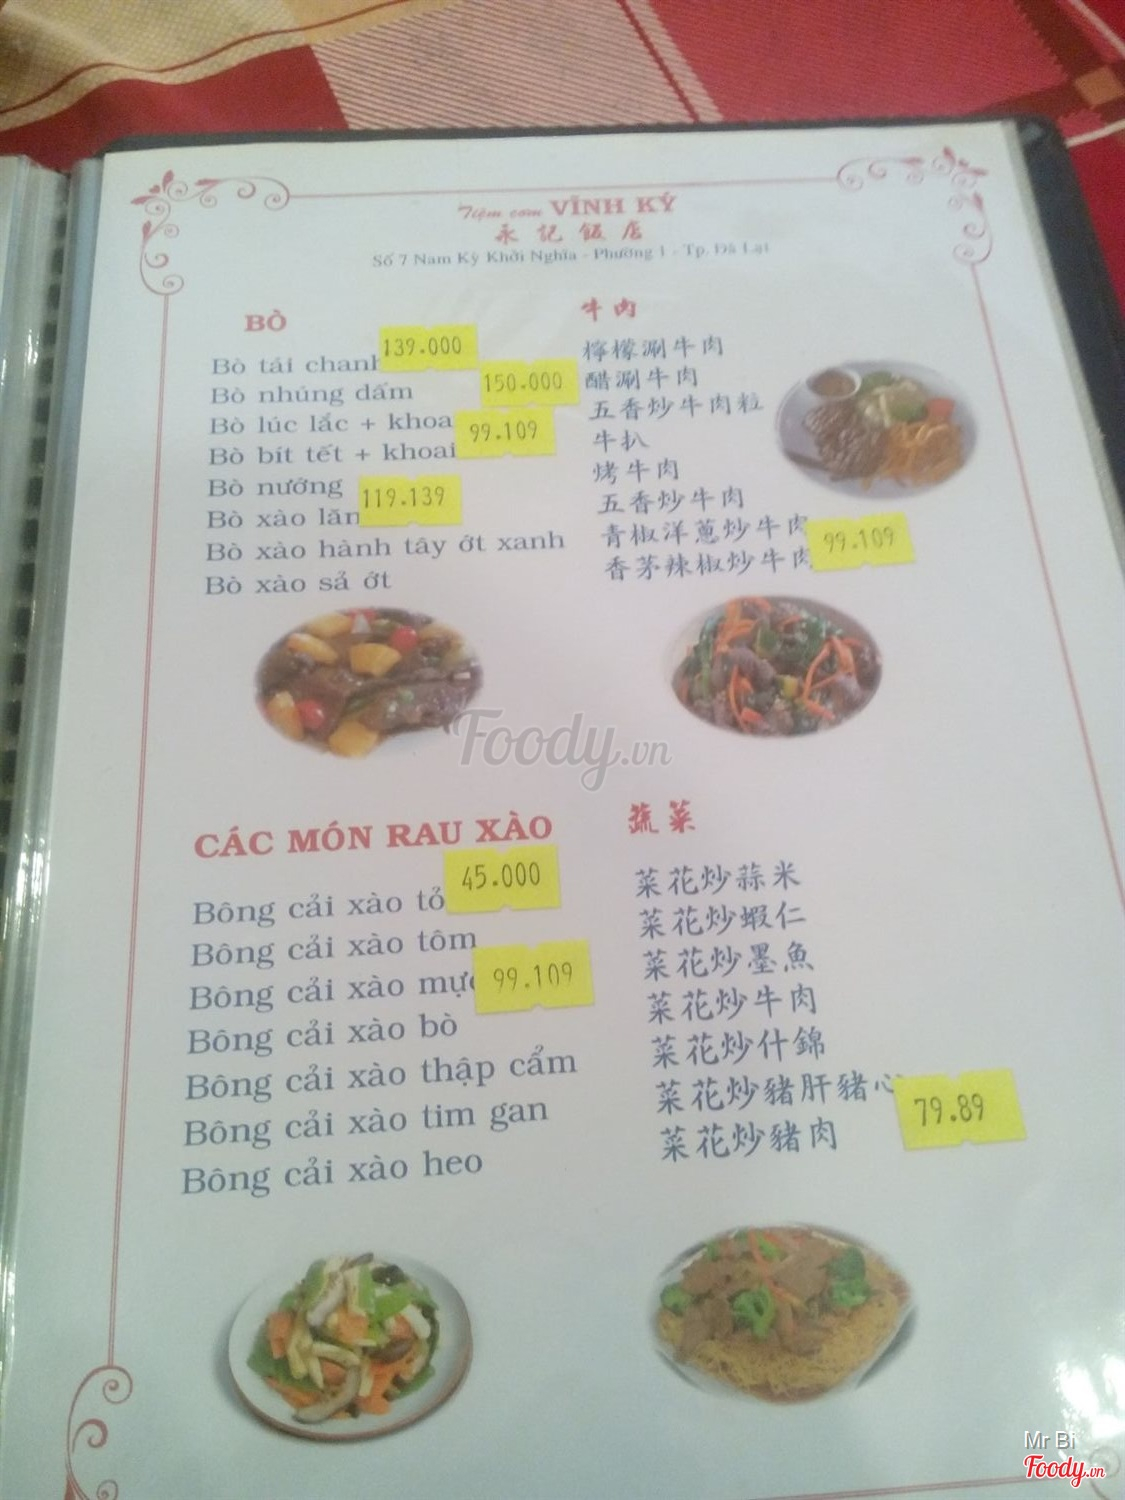 Tiệm cơm VĨNH KÝ
永記飯店
Số 7 Nam Kỳ Khởi Nghĩa - Phường 1 - Tp. Đà Lạt
BÒ 牛肉
Bò tái chanh 139.000 檸檬涮牛肉
Bò nhúng dấm 150.000 醋涮牛肉
Bò lúc lắc + khoa 99.109 五香炒牛肉粒
Bò bít tết + khoai 牛扒
Bò nướng 119.139 烤牛肉
Bò xào lăn 五香炒牛肉
Bò xào hành tây ớt xanh 青椒洋蔥炒牛肉
Bò xào sả ớt 香茅辣椒炒牛肉 99.109
Foody.vn
CÁC MÓN RAU XÀO 蔬菜
Bông cải xào tỏ 45.000 菜花炒蒜米
Bông cải xào tôm 菜花炒蝦仁
Bông cải xào mực 99.109 菜花炒墨魚
Bông cải xào bò 菜花炒牛肉
Bông cải xào thập cẩm 菜花炒什錦
Bông cải xào tim gan 菜花炒豬肝豬心 79.89
Bông cải xào heo 菜花炒豬肉
Mr Bi
Foody.vn